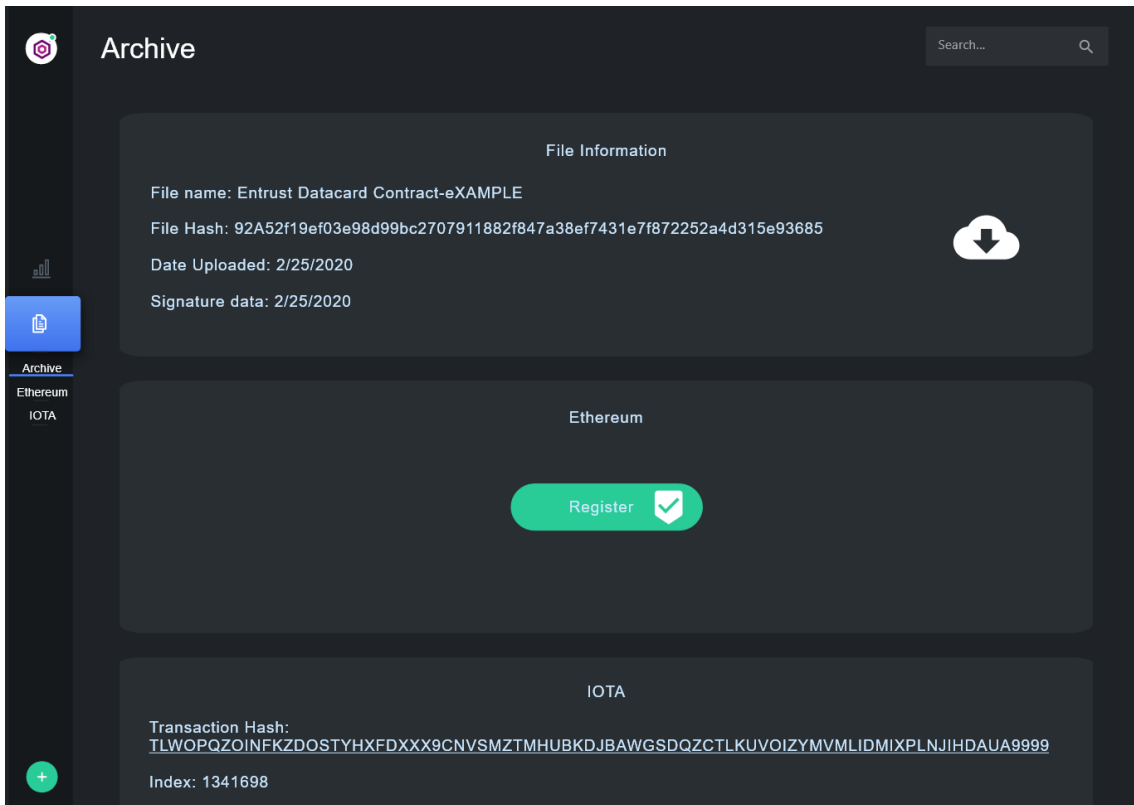 Archive
Search...
File Information
File name: Entrust Datacard Contract-eXAMPLE
File Hash: 92A52f19ef03e98d99bc2707911882f847a38ef7431e7f872252a4d315e93685
Date Uploaded: 2/25/2020
Signature data: 2/25/2020
Archive
Ethereum
IOTA
Ethereum
Register
IOTA
Transaction Hash:
TLWOPQZOINFKZDOSTYHXFDXXX9CNVSMZTMHUBKDJBAWGSDQZCTLKUVOIZYMVMLIDMIXPLNJIHDAUA9999
Index: 1341698